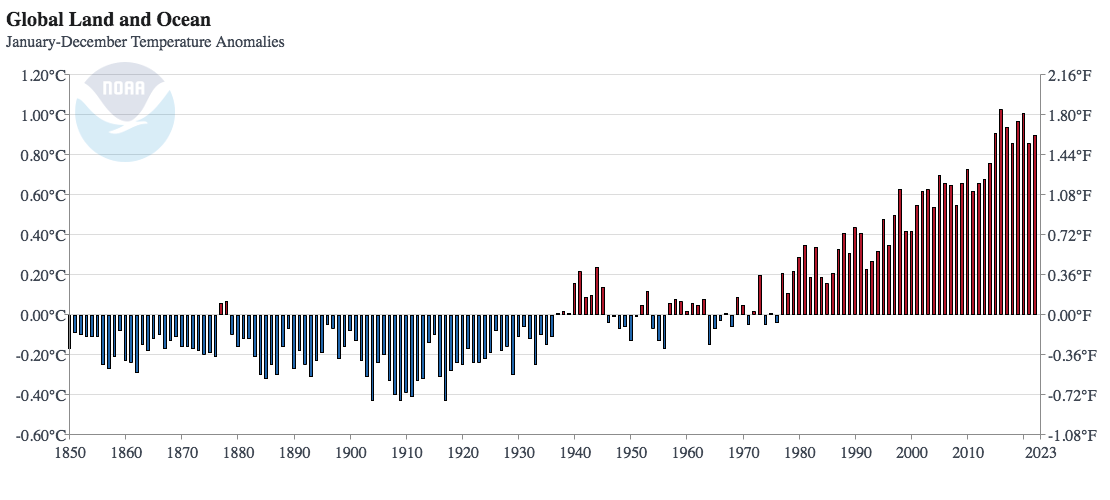 Global Land and Ocean
January-December Temperature Anomalies
NOAA
1.20°C 2.16°F
1.00°C 1.80°F
0.80°C 1.44°F
0.60°C 1.08°F
0.40°C 0.72°F
0.20°C 0.36°F
0.00°C 0.00°F
-0.20°C -0.36°F
-0.40°C -0.72°F
-0.60°C -1.08°F
1850 1860 1870 1880 1890 1900 1910 1920 1930 1940 1950 1960 1970 1980 1990 2000 2010 2023